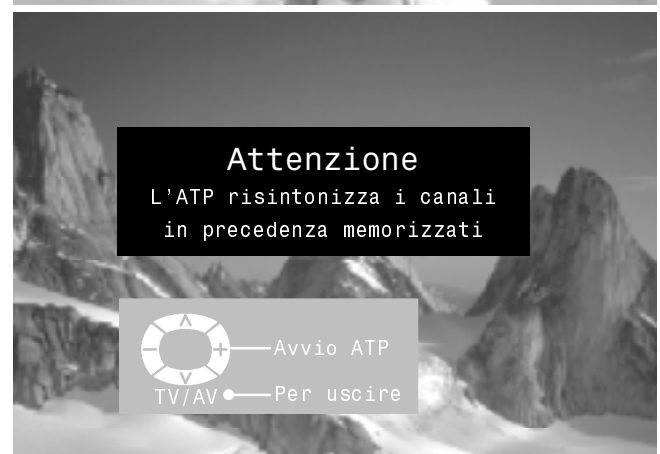 Attenzione
L'ATP risintonizza i canali
in precedenza memorizzati
Avvio ATP
TV/AV Per uscire